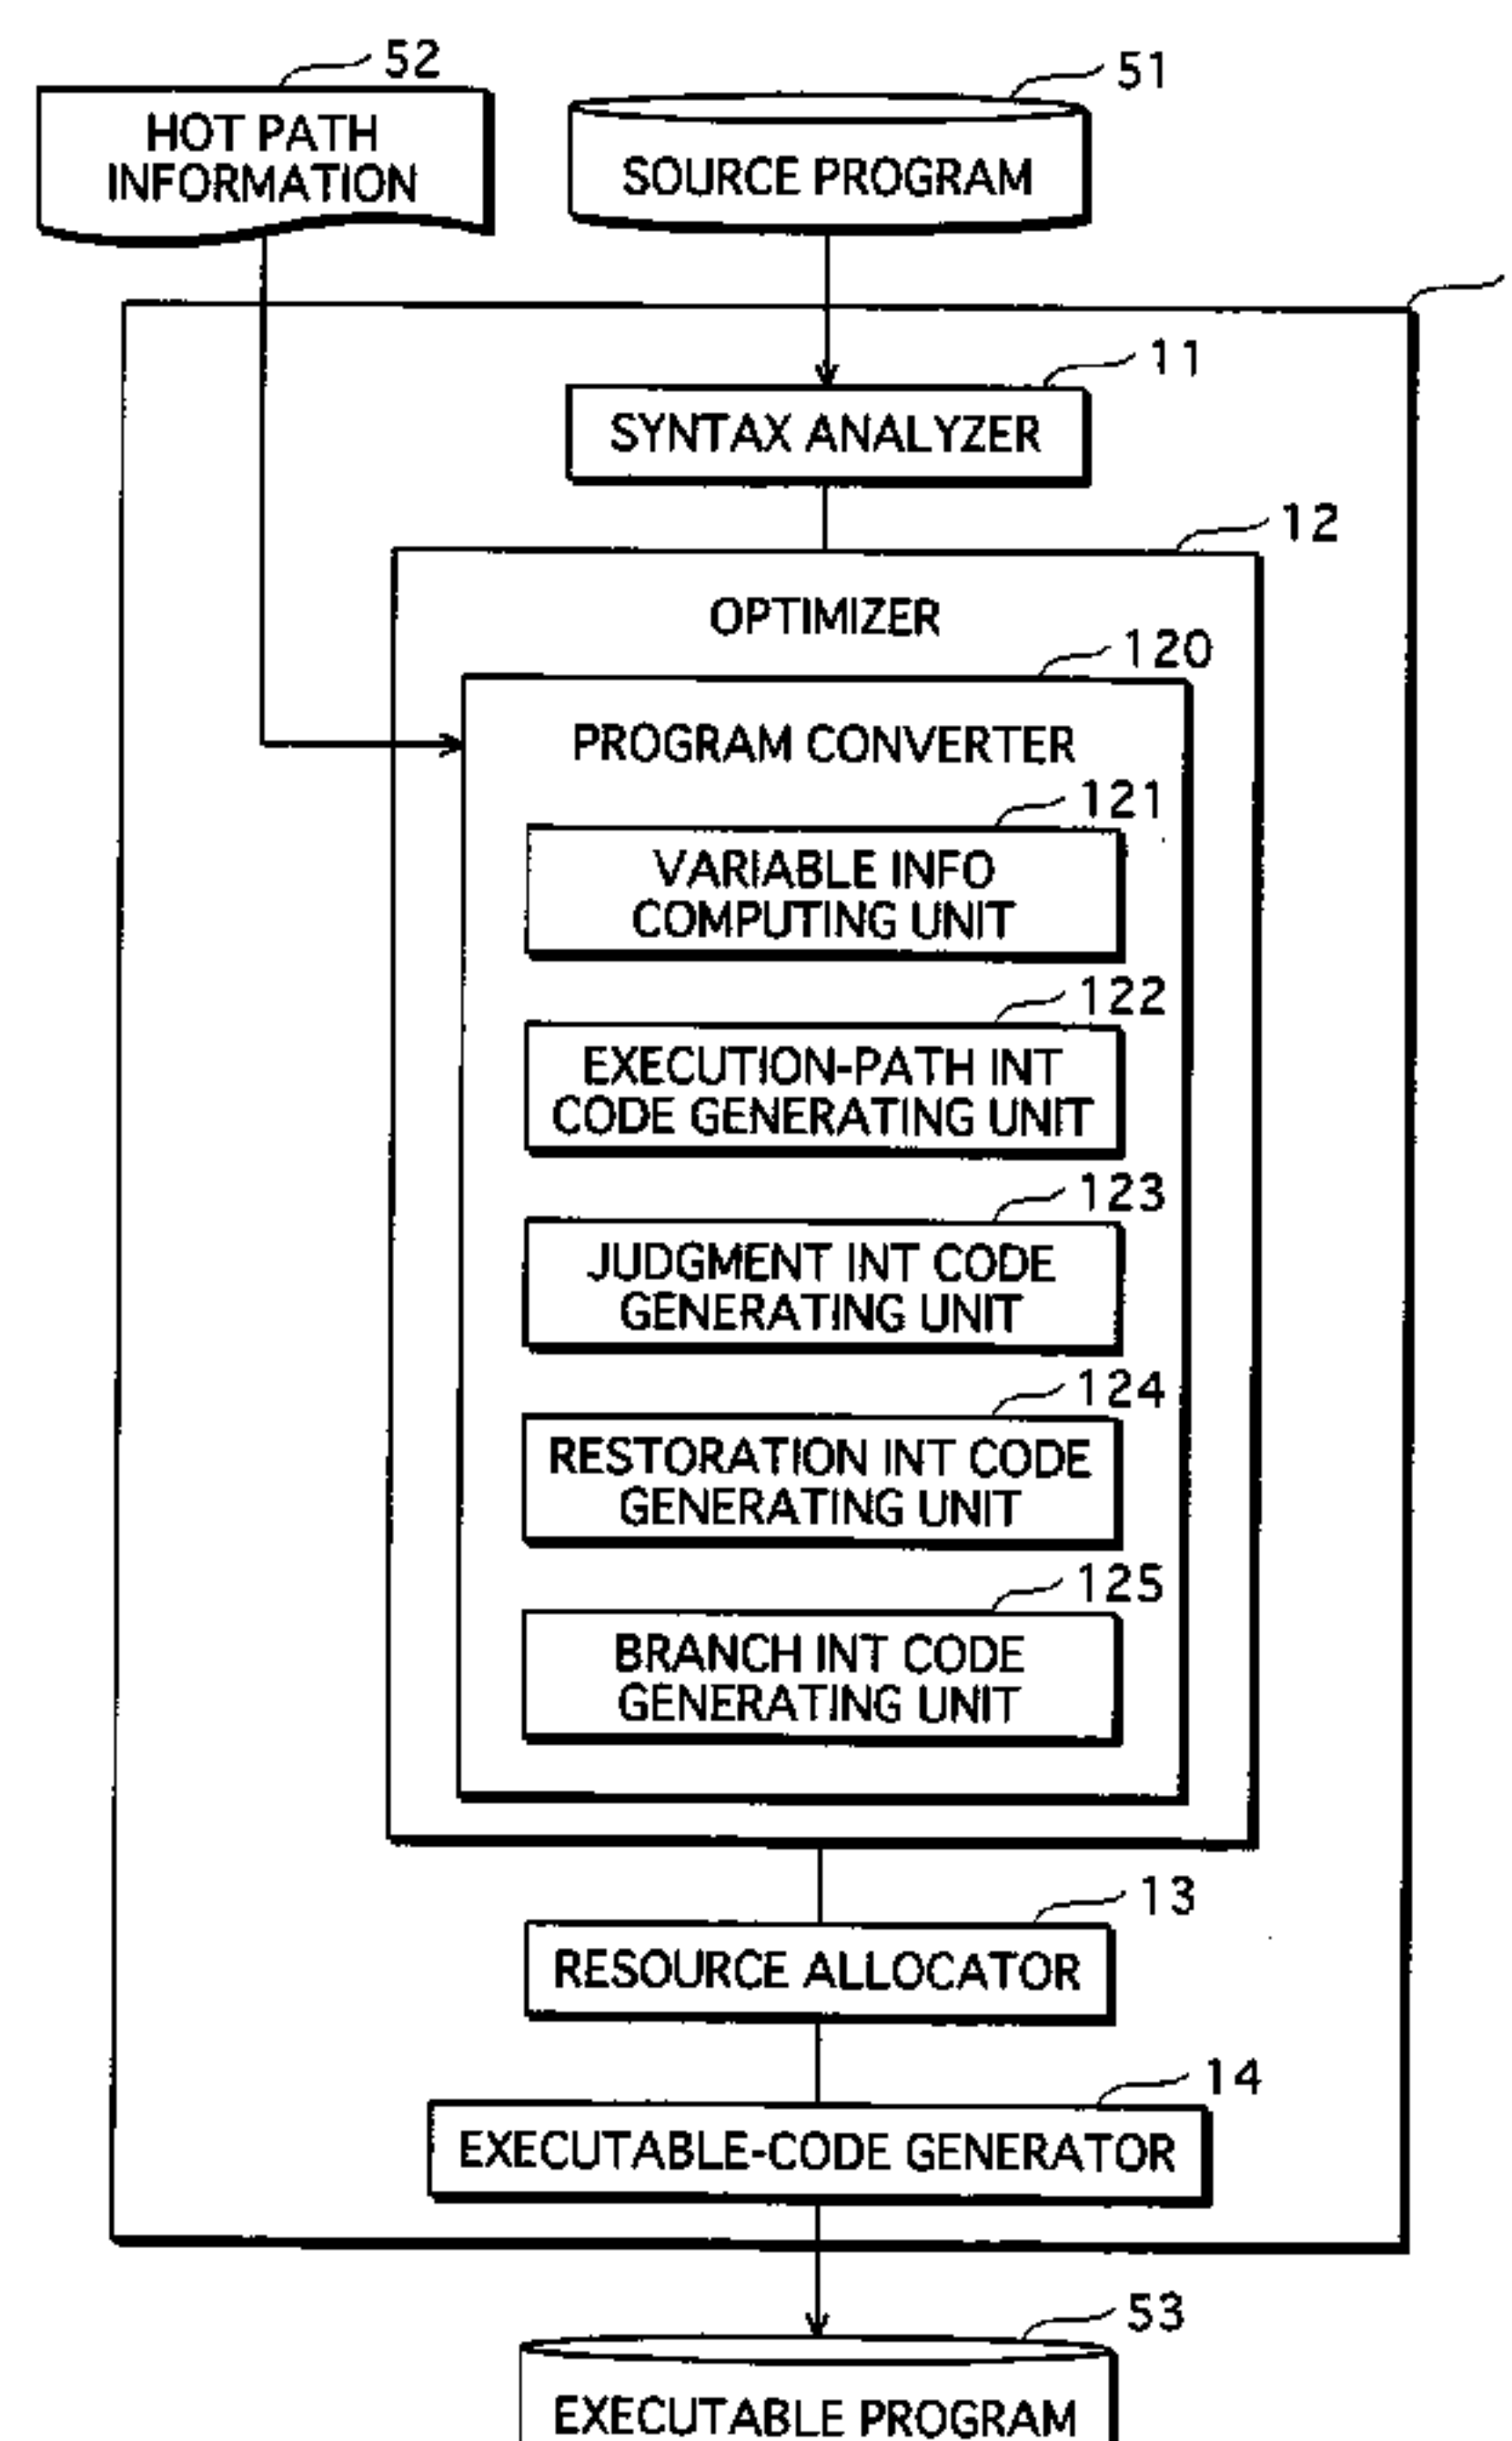 52
HOT PATH
INFORMATION
51
SOURCE PROGRAM
11
SYNTAX ANALYZER
12
OPTIMIZER
120
PROGRAM CONVERTER
121
VARIABLE INFO
COMPUTING UNIT
122
EXECUTION-PATH INT
CODE GENERATING UNIT
123
JUDGMENT INT CODE
GENERATING UNIT
124
RESTORATION INT CODE
GENERATING UNIT
125
BRANCH INT CODE
GENERATING UNIT
13
RESOURCE ALLOCATOR
14
EXECUTABLE-CODE GENERATOR
53
EXECUTABLE PROGRAM